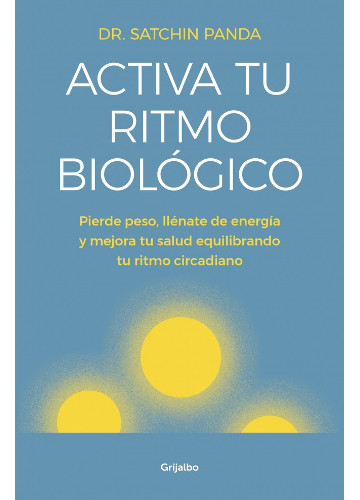 DR. SATCHIN PANDA
ACTIVA TU
RITMO
BIOLÓGICO
Pierde peso, llénate de energía
y mejora tu salud equilibrando
tu ritmo circadiano
Grijalbo